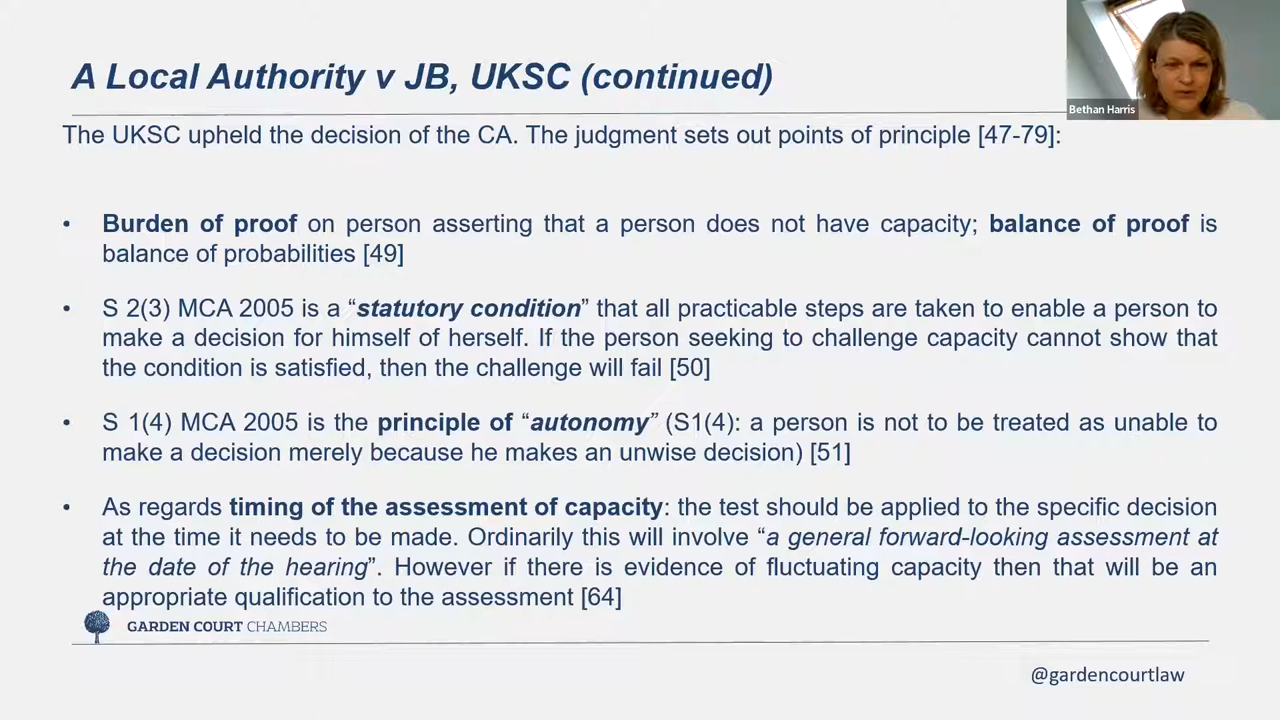 A Local Authority v JB, UKSC (continued)
Bethan Harris
The UKSC upheld the decision of the CA. The judgment sets out points of principle [47-79]:
• Burden of proof on person asserting that a person does not have capacity; balance of proof is
balance of probabilities [49]
• S 2(3) MCA 2005 is a “statutory condition” that all practicable steps are taken to enable a person to
make a decision for himself of herself. If the person seeking to challenge capacity cannot show that
the condition is satisfied, then the challenge will fail [50]
• S 1(4) MCA 2005 is the principle of “autonomy” (S1(4): a person is not to be treated as unable to
make a decision merely because he makes an unwise decision) [51]
• As regards timing of the assessment of capacity: the test should be applied to the specific decision
at the time it needs to be made. Ordinarily this will involve “a general forward-looking assessment at
the date of the hearing”. However if there is evidence of fluctuating capacity then that will be an
appropriate qualification to the assessment [64]
GARDEN COURT CHAMBERS
@gardencourtlaw